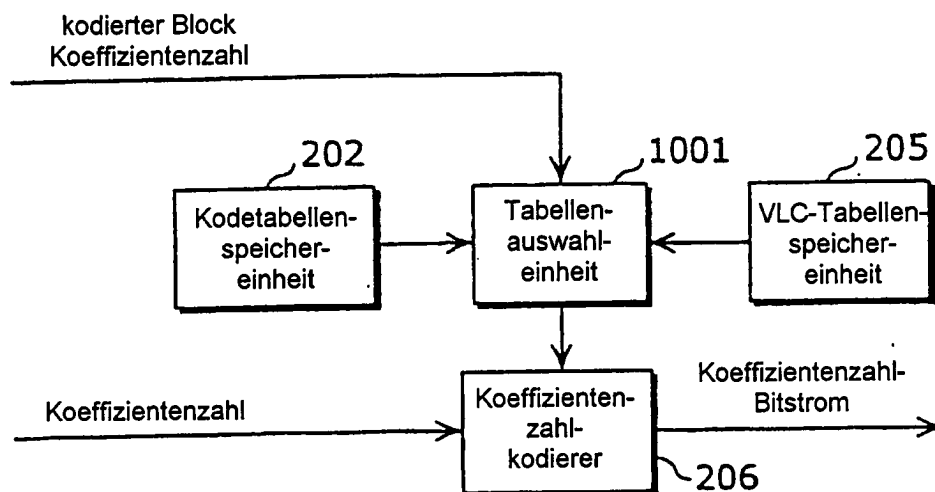 kodierter Block
Koeffizientenzahl
202
1001
205
Kodetabellen-
speicher-
einheit
Tabellen-
auswahl-
einheit
VLC-Tabellen-
speicher-
einheit
Koeffizientenzahl
Koeffizienten-
zahl-
kodierer
Koeffizientenzahl-
Bitstrom
206